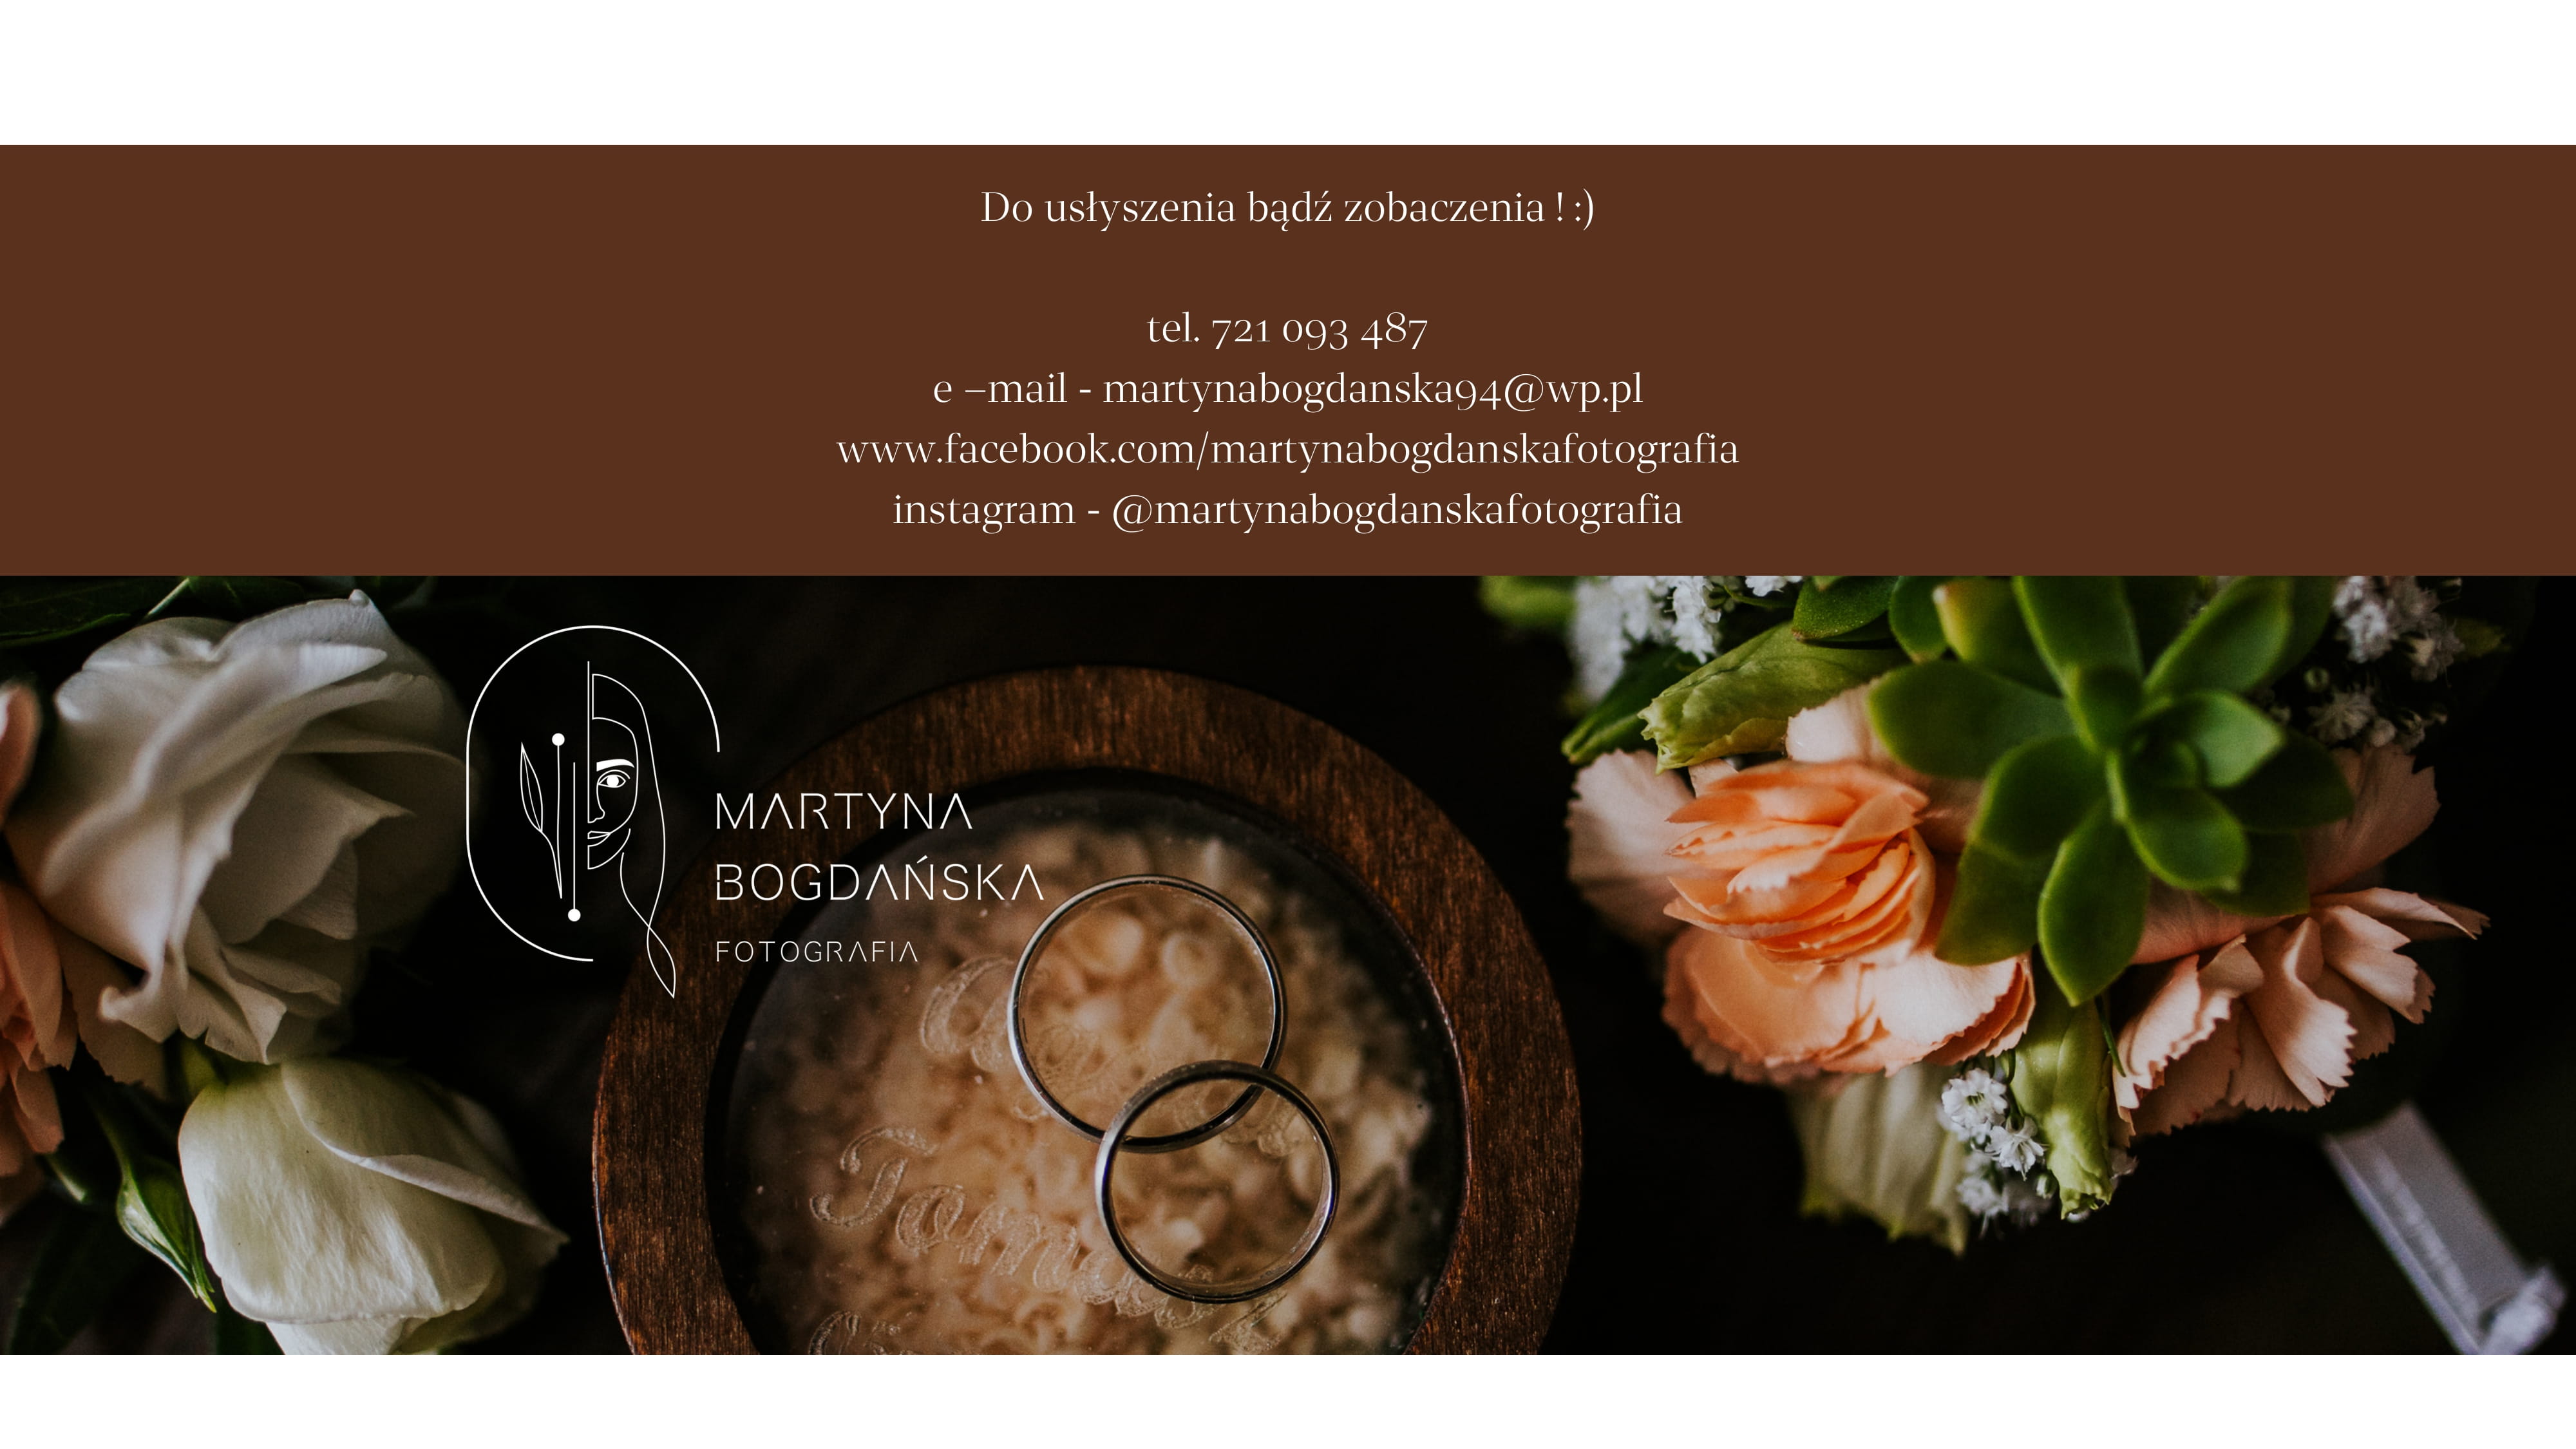 Do usłyszenia bądź zobaczenia ! :)
tel. 721 093 487
e –mail - martynabogdanska94@wp.pl
www.facebook.com/martynabogdanskafotografia
instagram - @martynabogdanskafotografia
MARTYNA
BOGDAŃSKA
FOTOGRAFIA